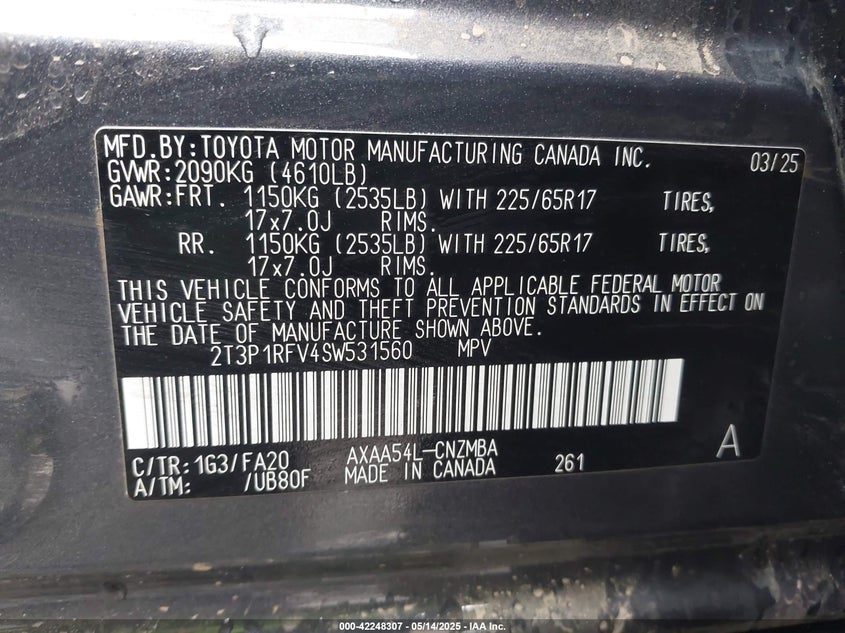 MFD.BY:TOYOTA MOTOR MANUFACTURING CANADA INC. 03/25
GVWR:2090KG (4610LB)
GAWR:FRT. 1150KG (2535LB) WITH 225/65R17 TIRES,
17x7.0J RIMS.
RR. 1150KG (2535LB) WITH 225/65R17 TIRES,
17x7.0J RIMS.
THIS VEHICLE CONFORMS TO ALL APPLICABLE FEDERAL MOTOR
VEHICLE SAFETY AND THEFT PREVENTION STANDARDS IN EFFECT ON
THE DATE OF MANUFACTURE SHOWN ABOVE.
2T3P1RFV4SW531560 MPV
C/TR:1G3/FA20 AXAA54L-CNZMBA A
A/TM: /UB80F MADE IN CANADA 261
000-42248307 - 05/14/2025 - IAA Inc.